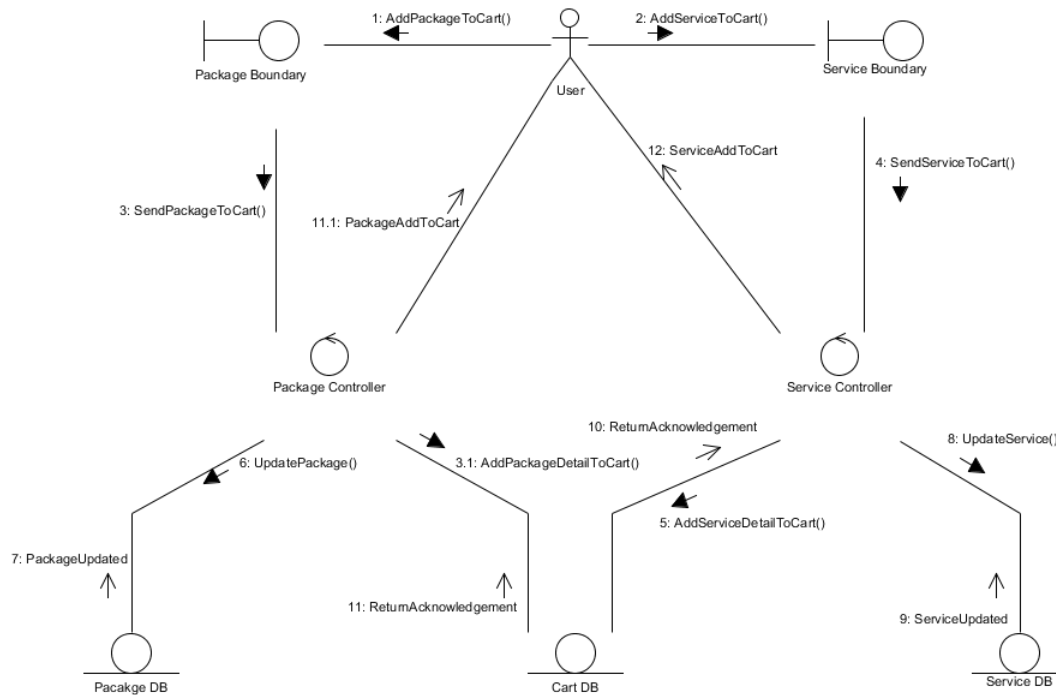 1: AddPackageToCart()
2: AddServiceToCart()
Package Boundary
User
Service Boundary
12: ServiceAddToCart
4: SendServiceToCart()
3: SendPackageToCart()
11.1: PackageAddToCart
Package Controller
Service Controller
10: ReturnAcknowledgement
8: UpdateService()
6: UpdatePackage()
3.1: AddPackageDetailToCart()
5: AddServiceDetailToCart()
7: PackageUpdated
11: ReturnAcknowledgement
9: ServiceUpdated
Pacakge DB
Cart DB
Service DB